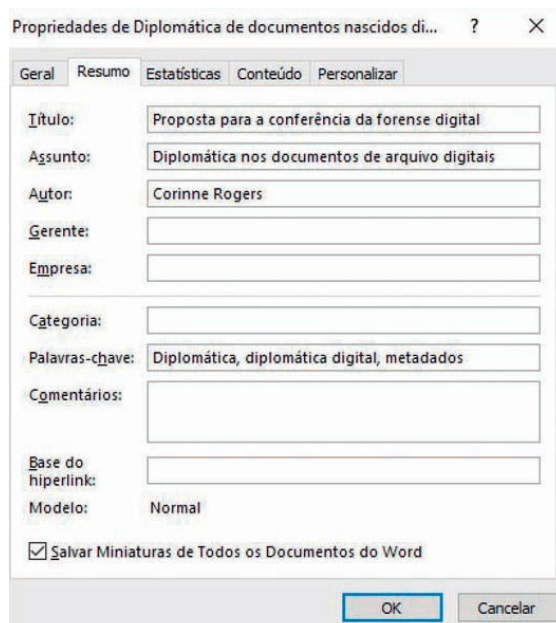 Propriedades de Diplomática de documentos nascidos di... ? ×
Geral Resumo Estatísticas Conteúdo Personalizar
Título: Proposta para a conferência da forense digital
Assunto: Diplomática nos documentos de arquivo digitais
Autor: Corinne Rogers
Gerente:
Empresa:
Categoria:
Palavras-chave: Diplomática, diplomática digital, metadados
Comentários:
Base do
hiperlink:
Modelo: Normal
Salvar Miniaturas de Todos os Documentos do Word
OK Cancelar